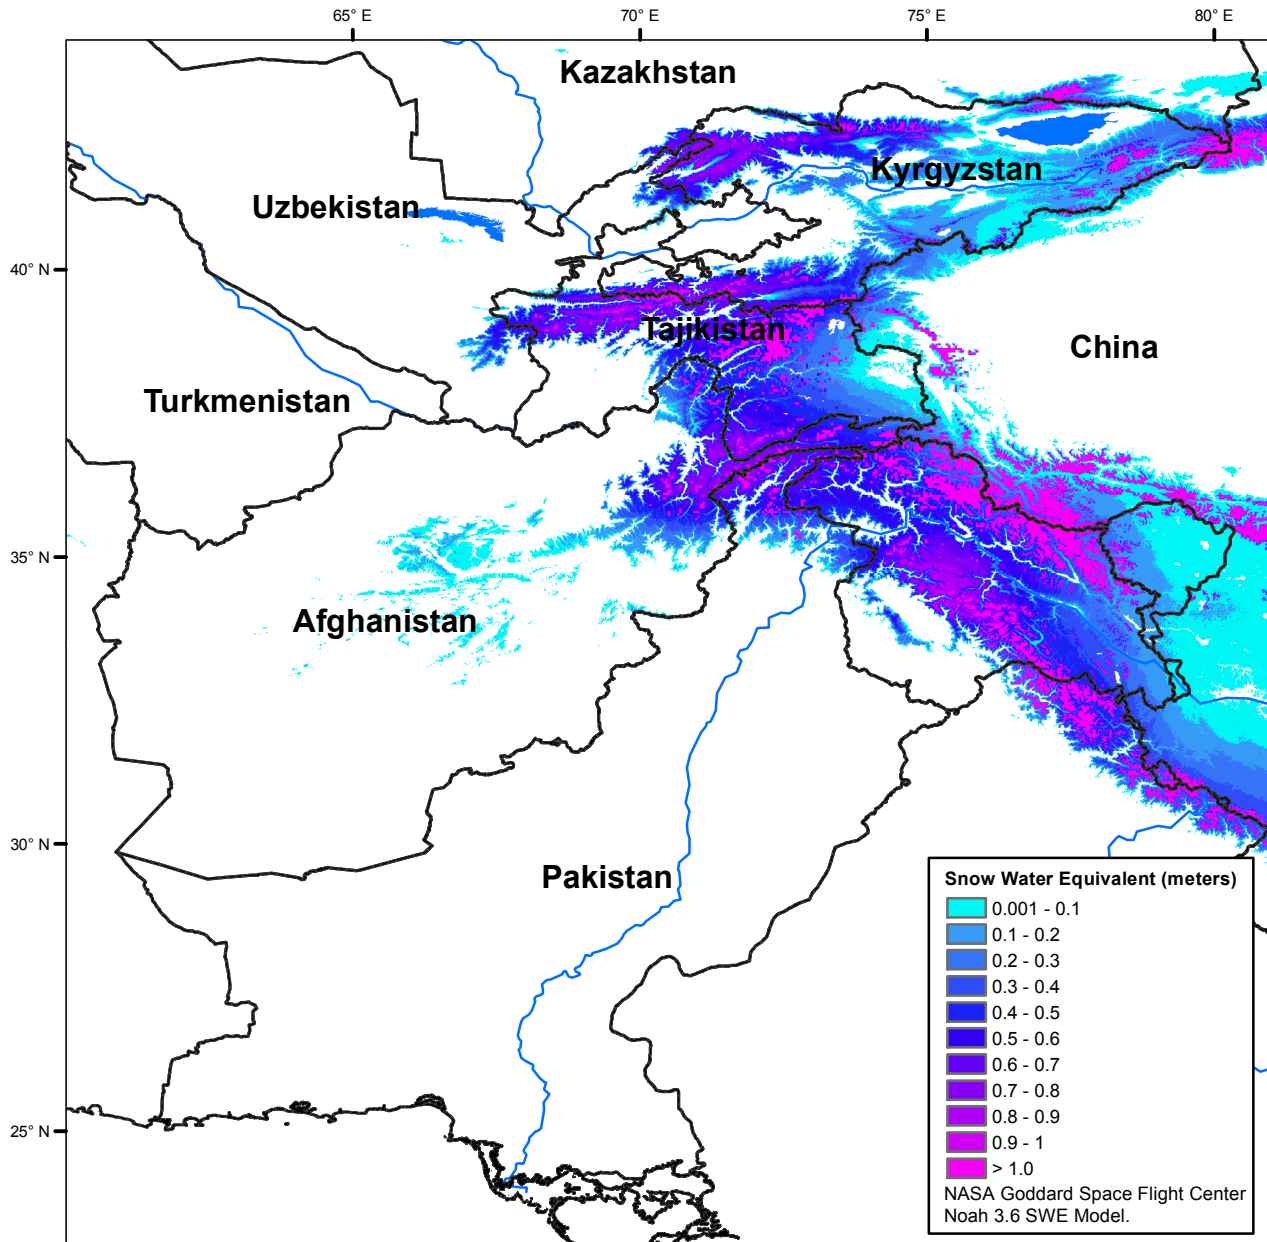 65° E
70° E
75° E
80° E
Kazakhstan
Kyrgyzstan
Uzbekistan
40° N
Tajikistan
China
Turkmenistan
35° N
Afghanistan
30° N
Pakistan
25° N
Snow Water Equivalent (meters)
0.001 - 0.1
0.1 - 0.2
0.2 - 0.3
0.3 - 0.4
0.4 - 0.5
0.5 - 0.6
0.6 - 0.7
0.7 - 0.8
0.8 - 0.9
0.9 - 1
> 1.0
NASA Goddard Space Flight Center
Noah 3.6 SWE Model.